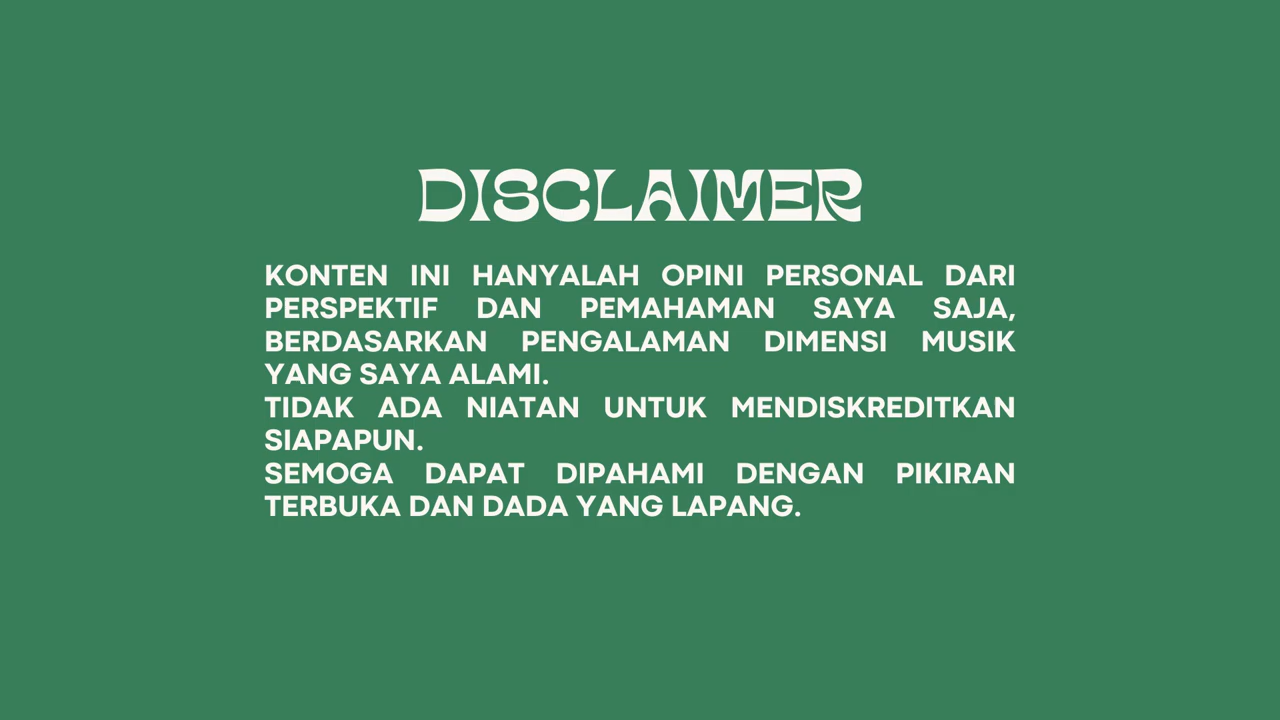 DISCLAIMER
KONTEN INI HANYALAH OPINI PERSONAL DARI
PERSPEKTIF DAN PEMAHAMAN SAYA SAJA,
BERDASARKAN PENGALAMAN DIMENSI MUSIK
YANG SAYA ALAMI.
TIDAK ADA NIATAN UNTUK MENDISKREDITKAN
SIAPAPUN.
SEMOGA DAPAT DIPAHAMI DENGAN PIKIRAN
TERBUKA DAN DADA YANG LAPANG.